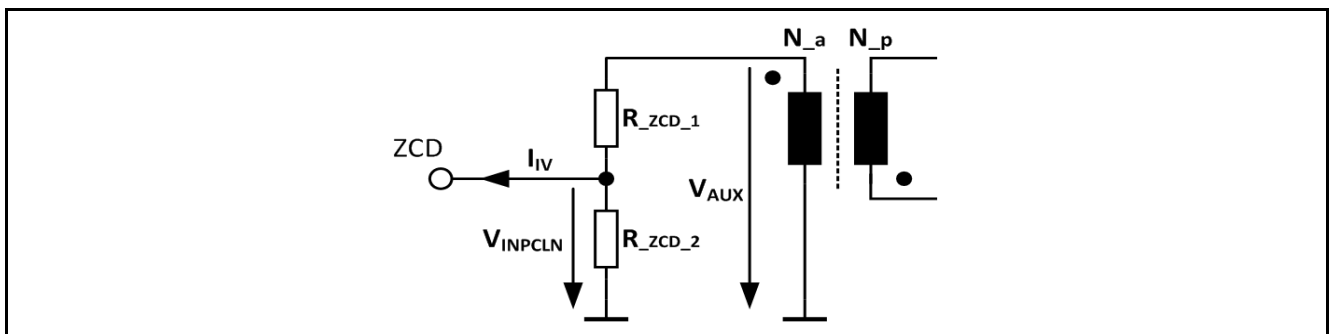 N_a N_p
R_ZCD_1
ZCD
I_IV
V_AUX
V_INPCLN
R_ZCD_2